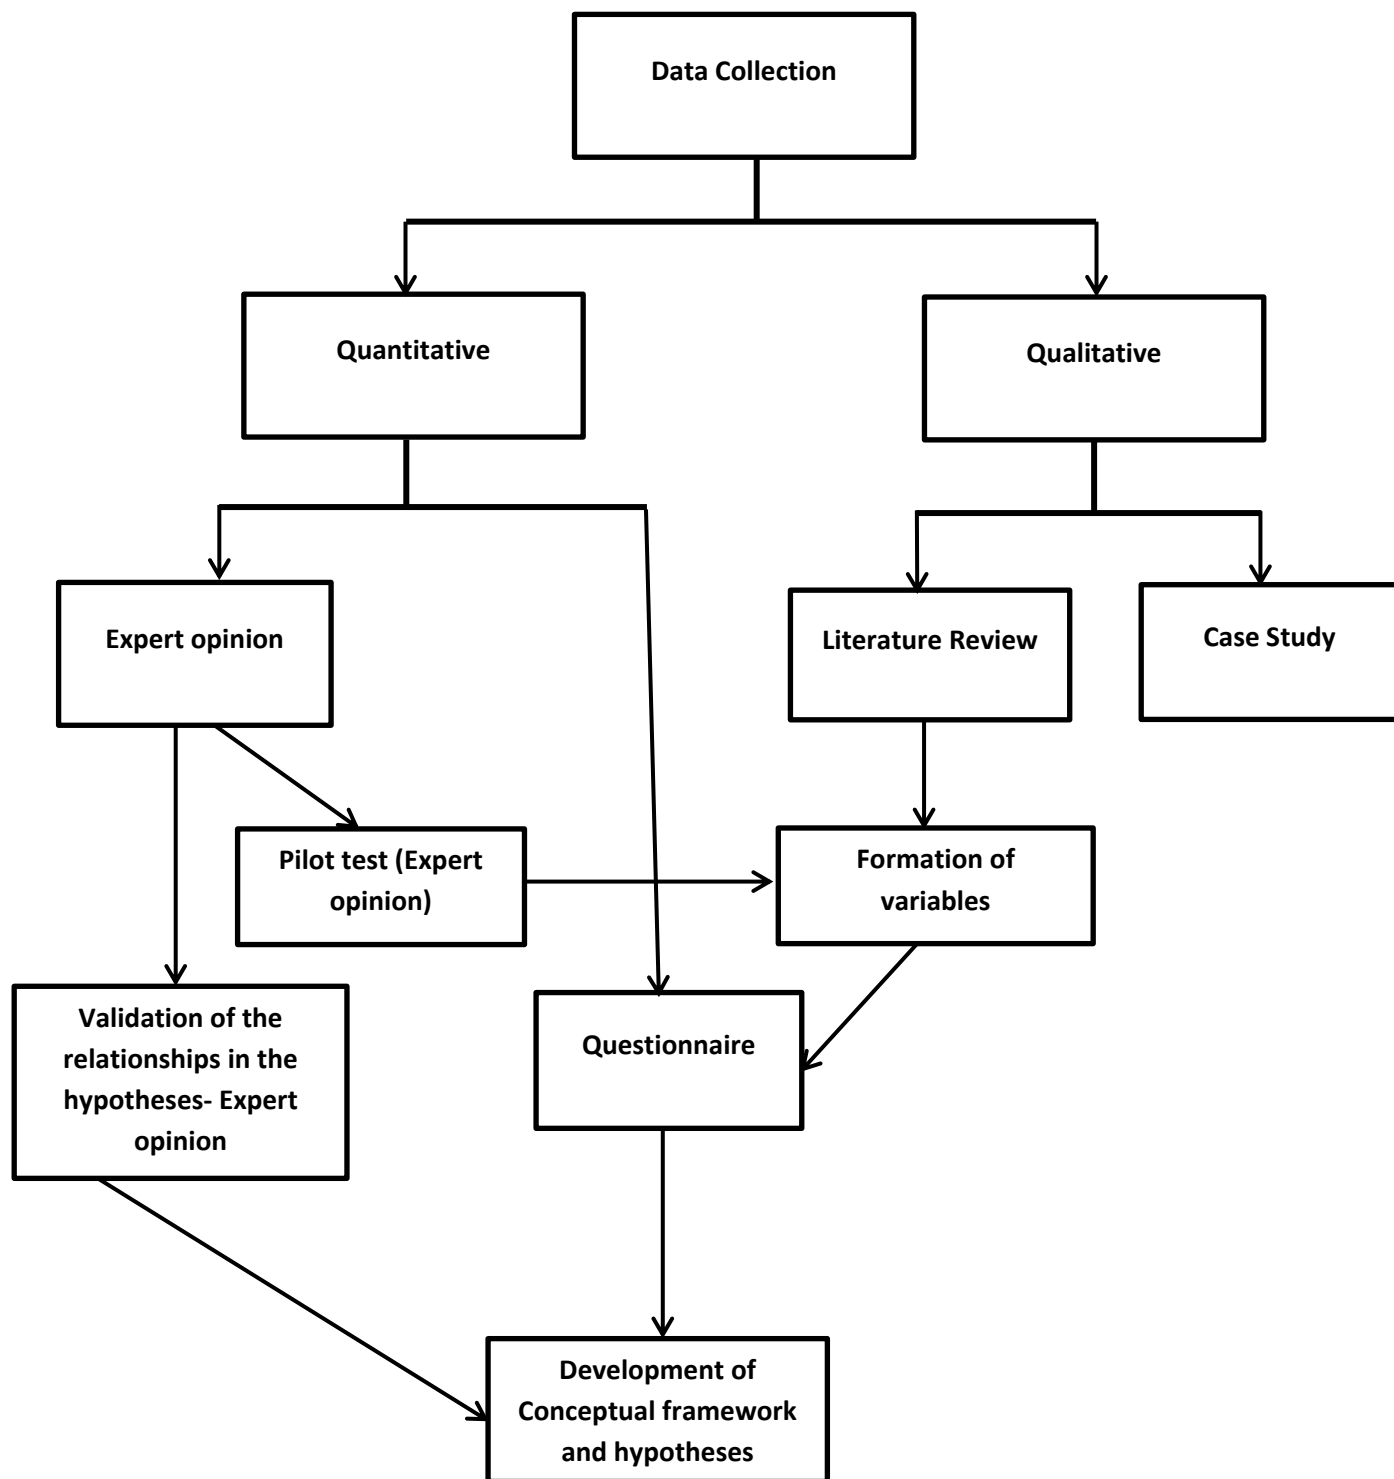 Data Collection
Quantitative
Qualitative
Expert opinion
Literature Review
Case Study
Pilot test (Expert
opinion)
Formation of
variables
Validation of the
relationships in the
hypotheses- Expert
opinion
Questionnaire
Development of
Conceptual framework
and hypotheses